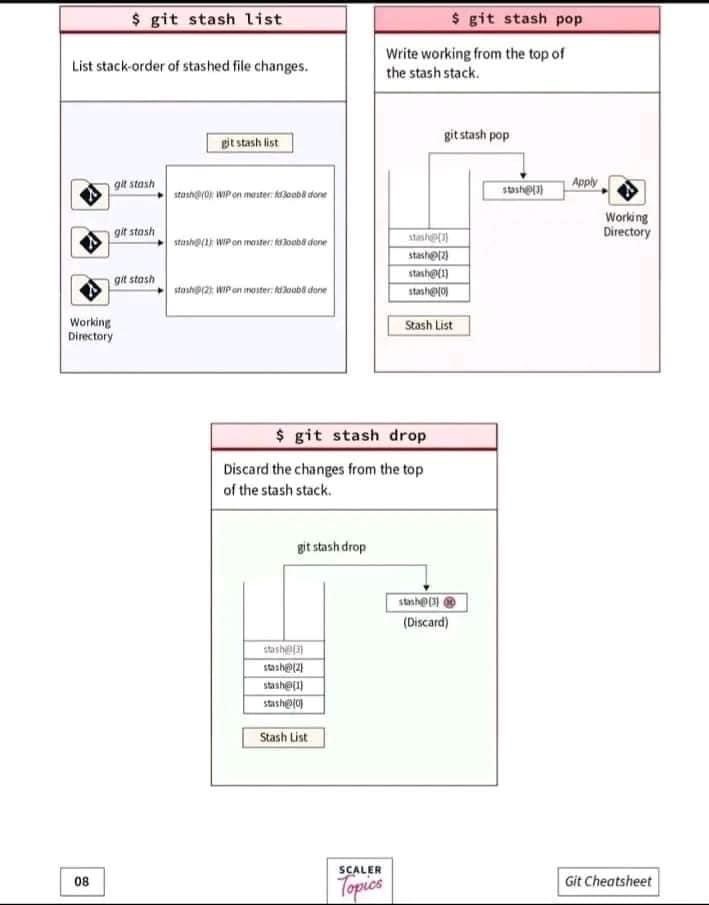 $ git stash list
List stack-order of stashed file changes.
git stash list
git stash
stash@{0}: WIP on master: fd3aab8 done
git stash
stash@{1}: WIP on master: fd3aab8 done
git stash
stash@{2}: WIP on master: fd3aab8 done
Working
Directory
$ git stash pop
Write working from the top of
the stash stack.
git stash pop
stash@{3}
Apply
Working
Directory
stash@{3}
stash@{2}
stash@{1}
stash@{0}
Stash List
$ git stash drop
Discard the changes from the top
of the stash stack.
git stash drop
stash@{3}
(Discard)
stash@{3}
stash@{2}
stash@{1}
stash@{0}
Stash List
08
SCALER
Topics
Git Cheatsheet